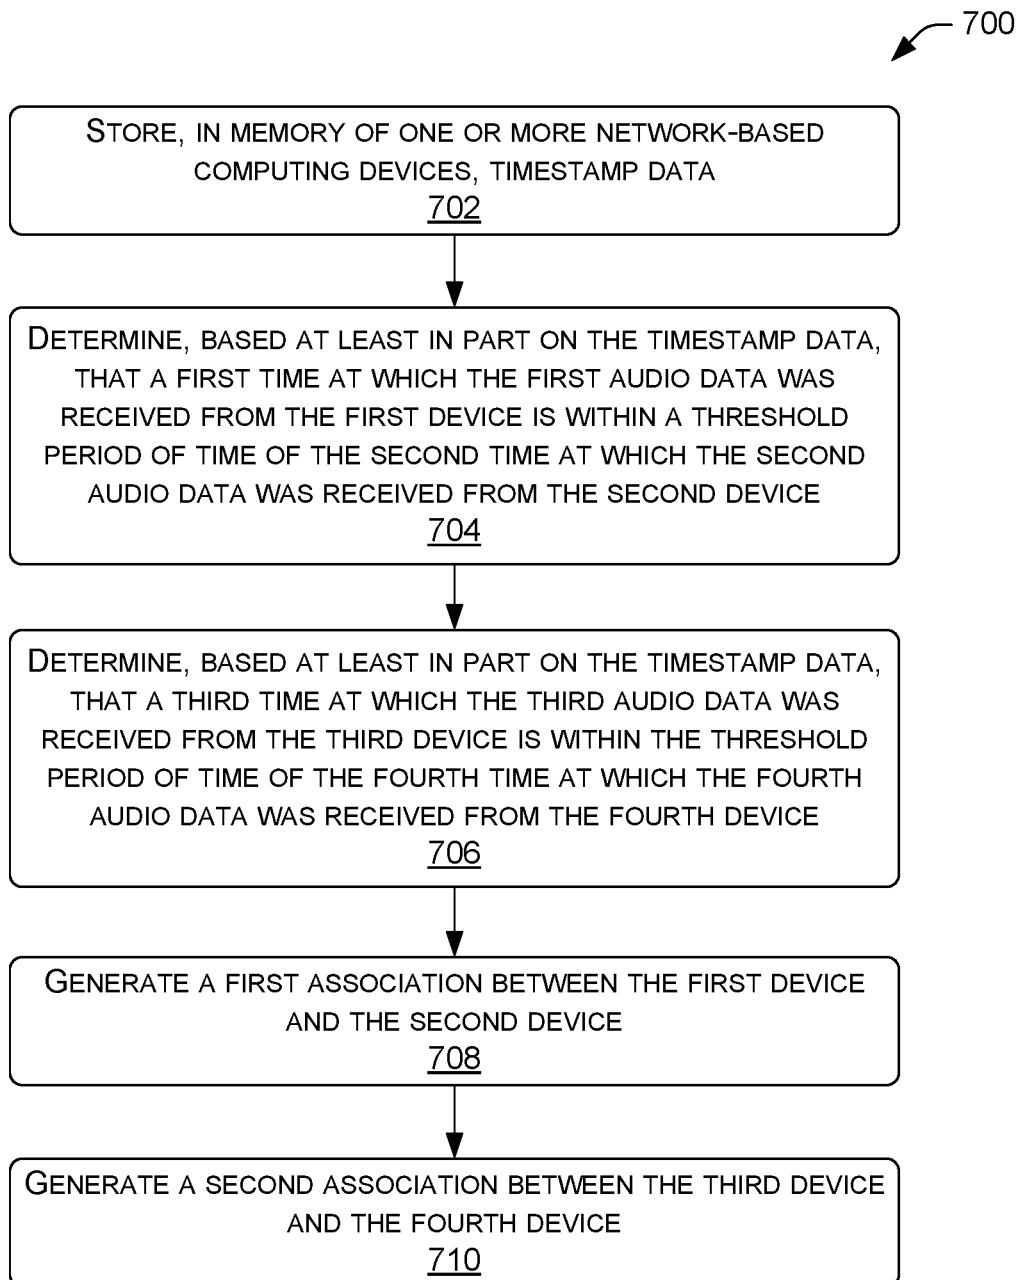 700
STORE, IN MEMORY OF ONE OR MORE NETWORK-BASED
COMPUTING DEVICES, TIMESTAMP DATA
702
DETERMINE, BASED AT LEAST IN PART ON THE TIMESTAMP DATA,
THAT A FIRST TIME AT WHICH THE FIRST AUDIO DATA WAS
RECEIVED FROM THE FIRST DEVICE IS WITHIN A THRESHOLD
PERIOD OF TIME OF THE SECOND TIME AT WHICH THE SECOND
AUDIO DATA WAS RECEIVED FROM THE SECOND DEVICE
704
DETERMINE, BASED AT LEAST IN PART ON THE TIMESTAMP DATA,
THAT A THIRD TIME AT WHICH THE THIRD AUDIO DATA WAS
RECEIVED FROM THE THIRD DEVICE IS WITHIN THE THRESHOLD
PERIOD OF TIME OF THE FOURTH TIME AT WHICH THE FOURTH
AUDIO DATA WAS RECEIVED FROM THE FOURTH DEVICE
706
GENERATE A FIRST ASSOCIATION BETWEEN THE FIRST DEVICE
AND THE SECOND DEVICE
708
GENERATE A SECOND ASSOCIATION BETWEEN THE THIRD DEVICE
AND THE FOURTH DEVICE
710